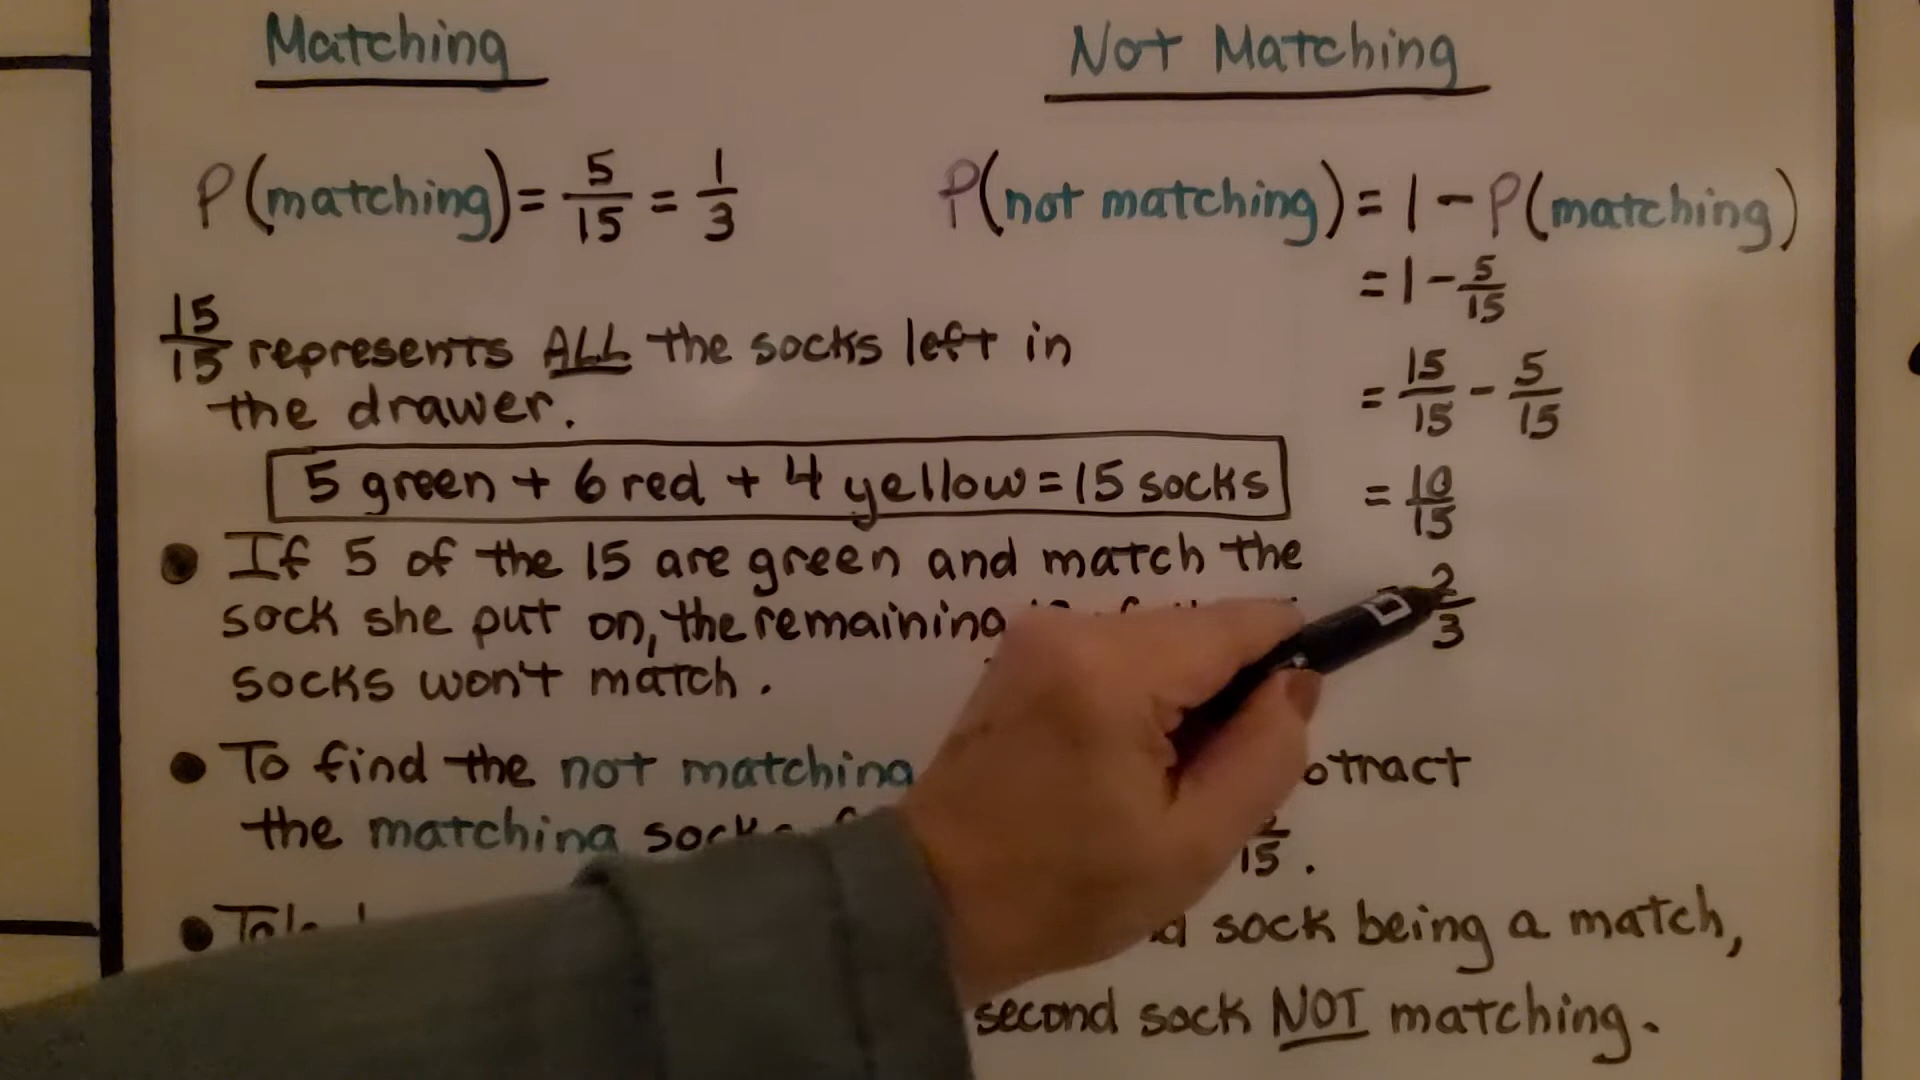 Matching
P(matching) = 5/15 = 1/3
15/15 represents ALL the socks left in
the drawer.
5 green + 6 red + 4 yellow = 15 socks
● If 5 of the 15 are green and match the
sock she put on, the remaining
socks won't match.
● To find the not matching
the matching socks
15.
sock being a match,
second sock NOT matching.
Not Matching
P(not matching) = 1 - P(matching)
= 1 - 5/15
= 15/15 - 5/15
= 10/15
2/3